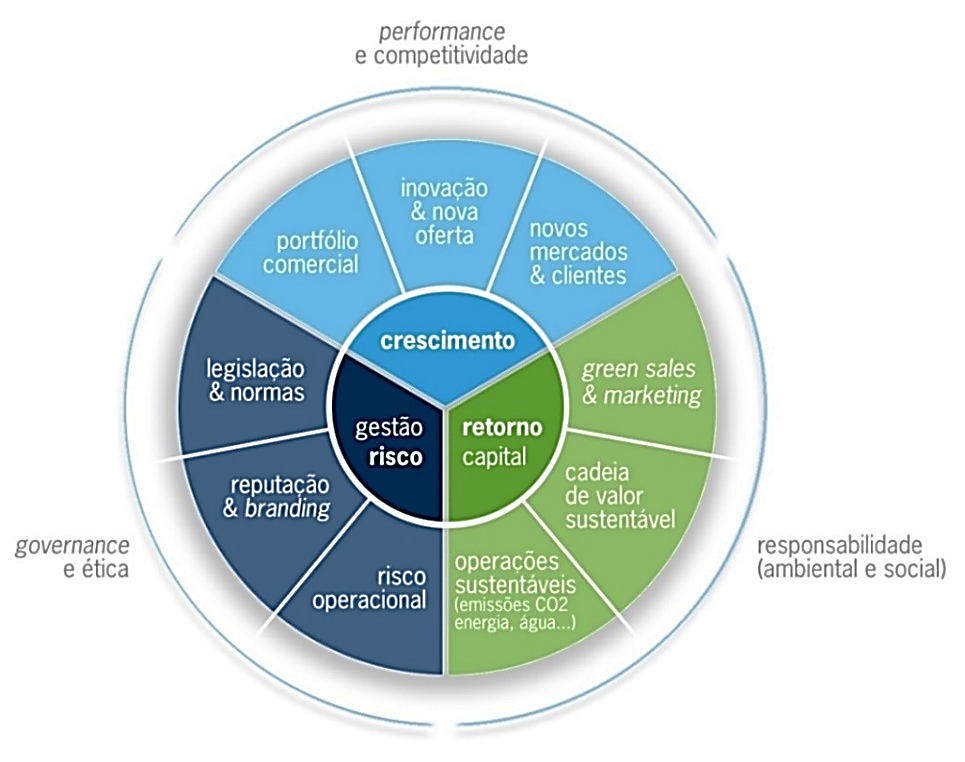 performance
e competitividade
inovação
& nova
oferta
portfólio
comercial
novos
mercados
& clientes
crescimento
legislação
& normas
green sales
& marketing
gestão
risco
retorno
capital
reputação
& branding
cadeia
de valor
sustentável
governance
e ética
responsabilidade
(ambiental e social)
risco
operacional
operações
sustentáveis
(emissões CO2
energia, água...)